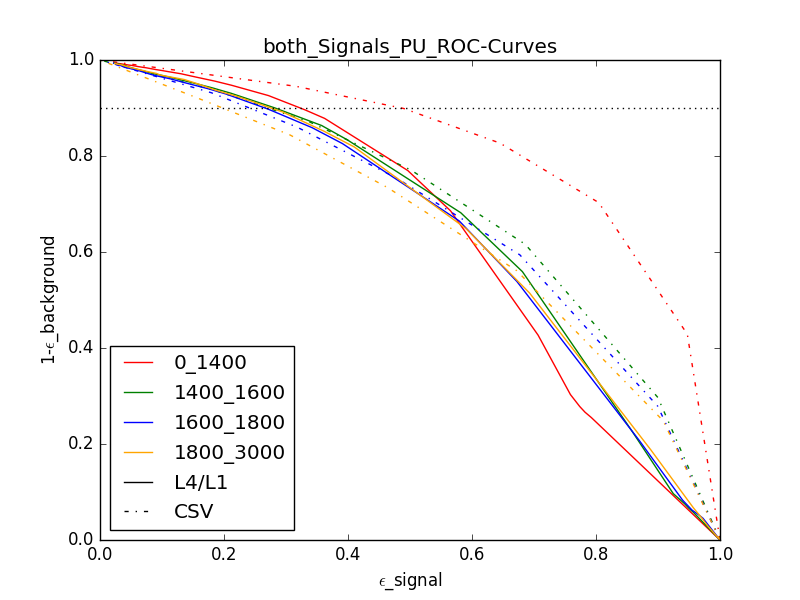 both_Signals_PU_ROC-Curves
1.0
0.8
0.6
0.4
0.2
0.0
1-ϵ_background
0_1400
1400_1600
1600_1800
1800_3000
L4/L1
CSV
0.0 0.2 0.4 0.6 0.8 1.0
ϵ_signal